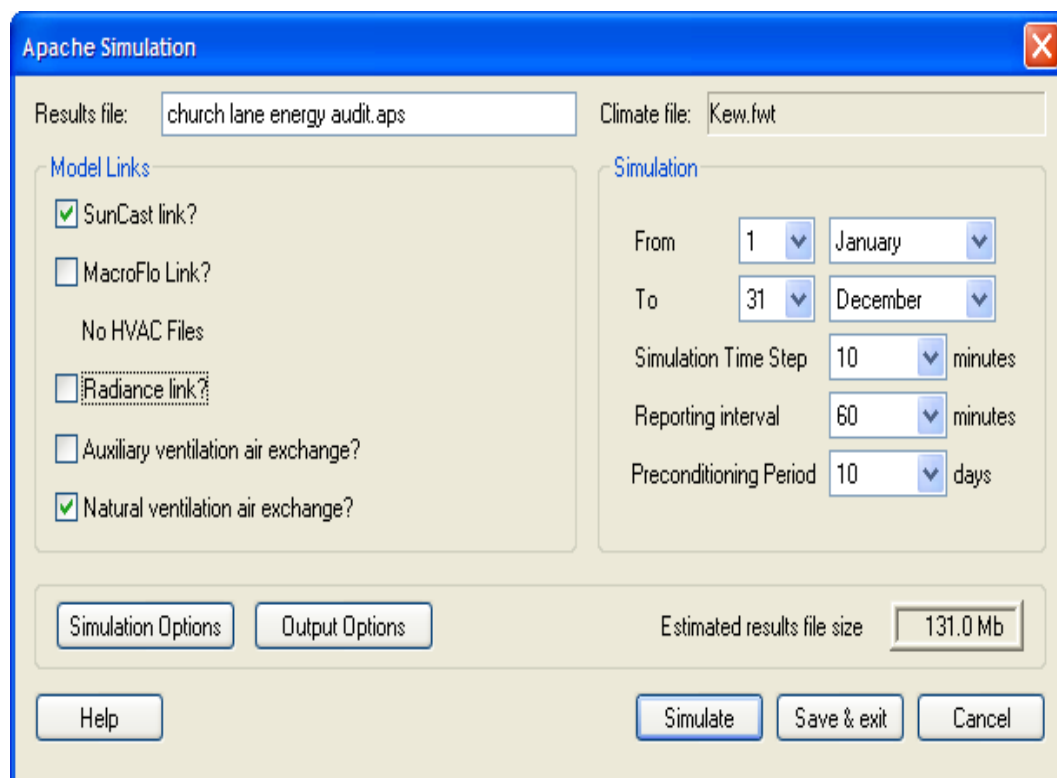 Apache Simulation
Results file: church lane energy audit.aps
Climate file: Kew.fwt
Model Links
SunCast link?
MacroFlo Link?
No HVAC Files
Radiance link?
Auxiliary ventilation air exchange?
Natural ventilation air exchange?
Simulation
From 1 January
To 31 December
Simulation Time Step 10 minutes
Reporting interval 60 minutes
Preconditioning Period 10 days
Simulation Options Output Options
Estimated results file size 131.0 Mb
Help Simulate Save & exit Cancel